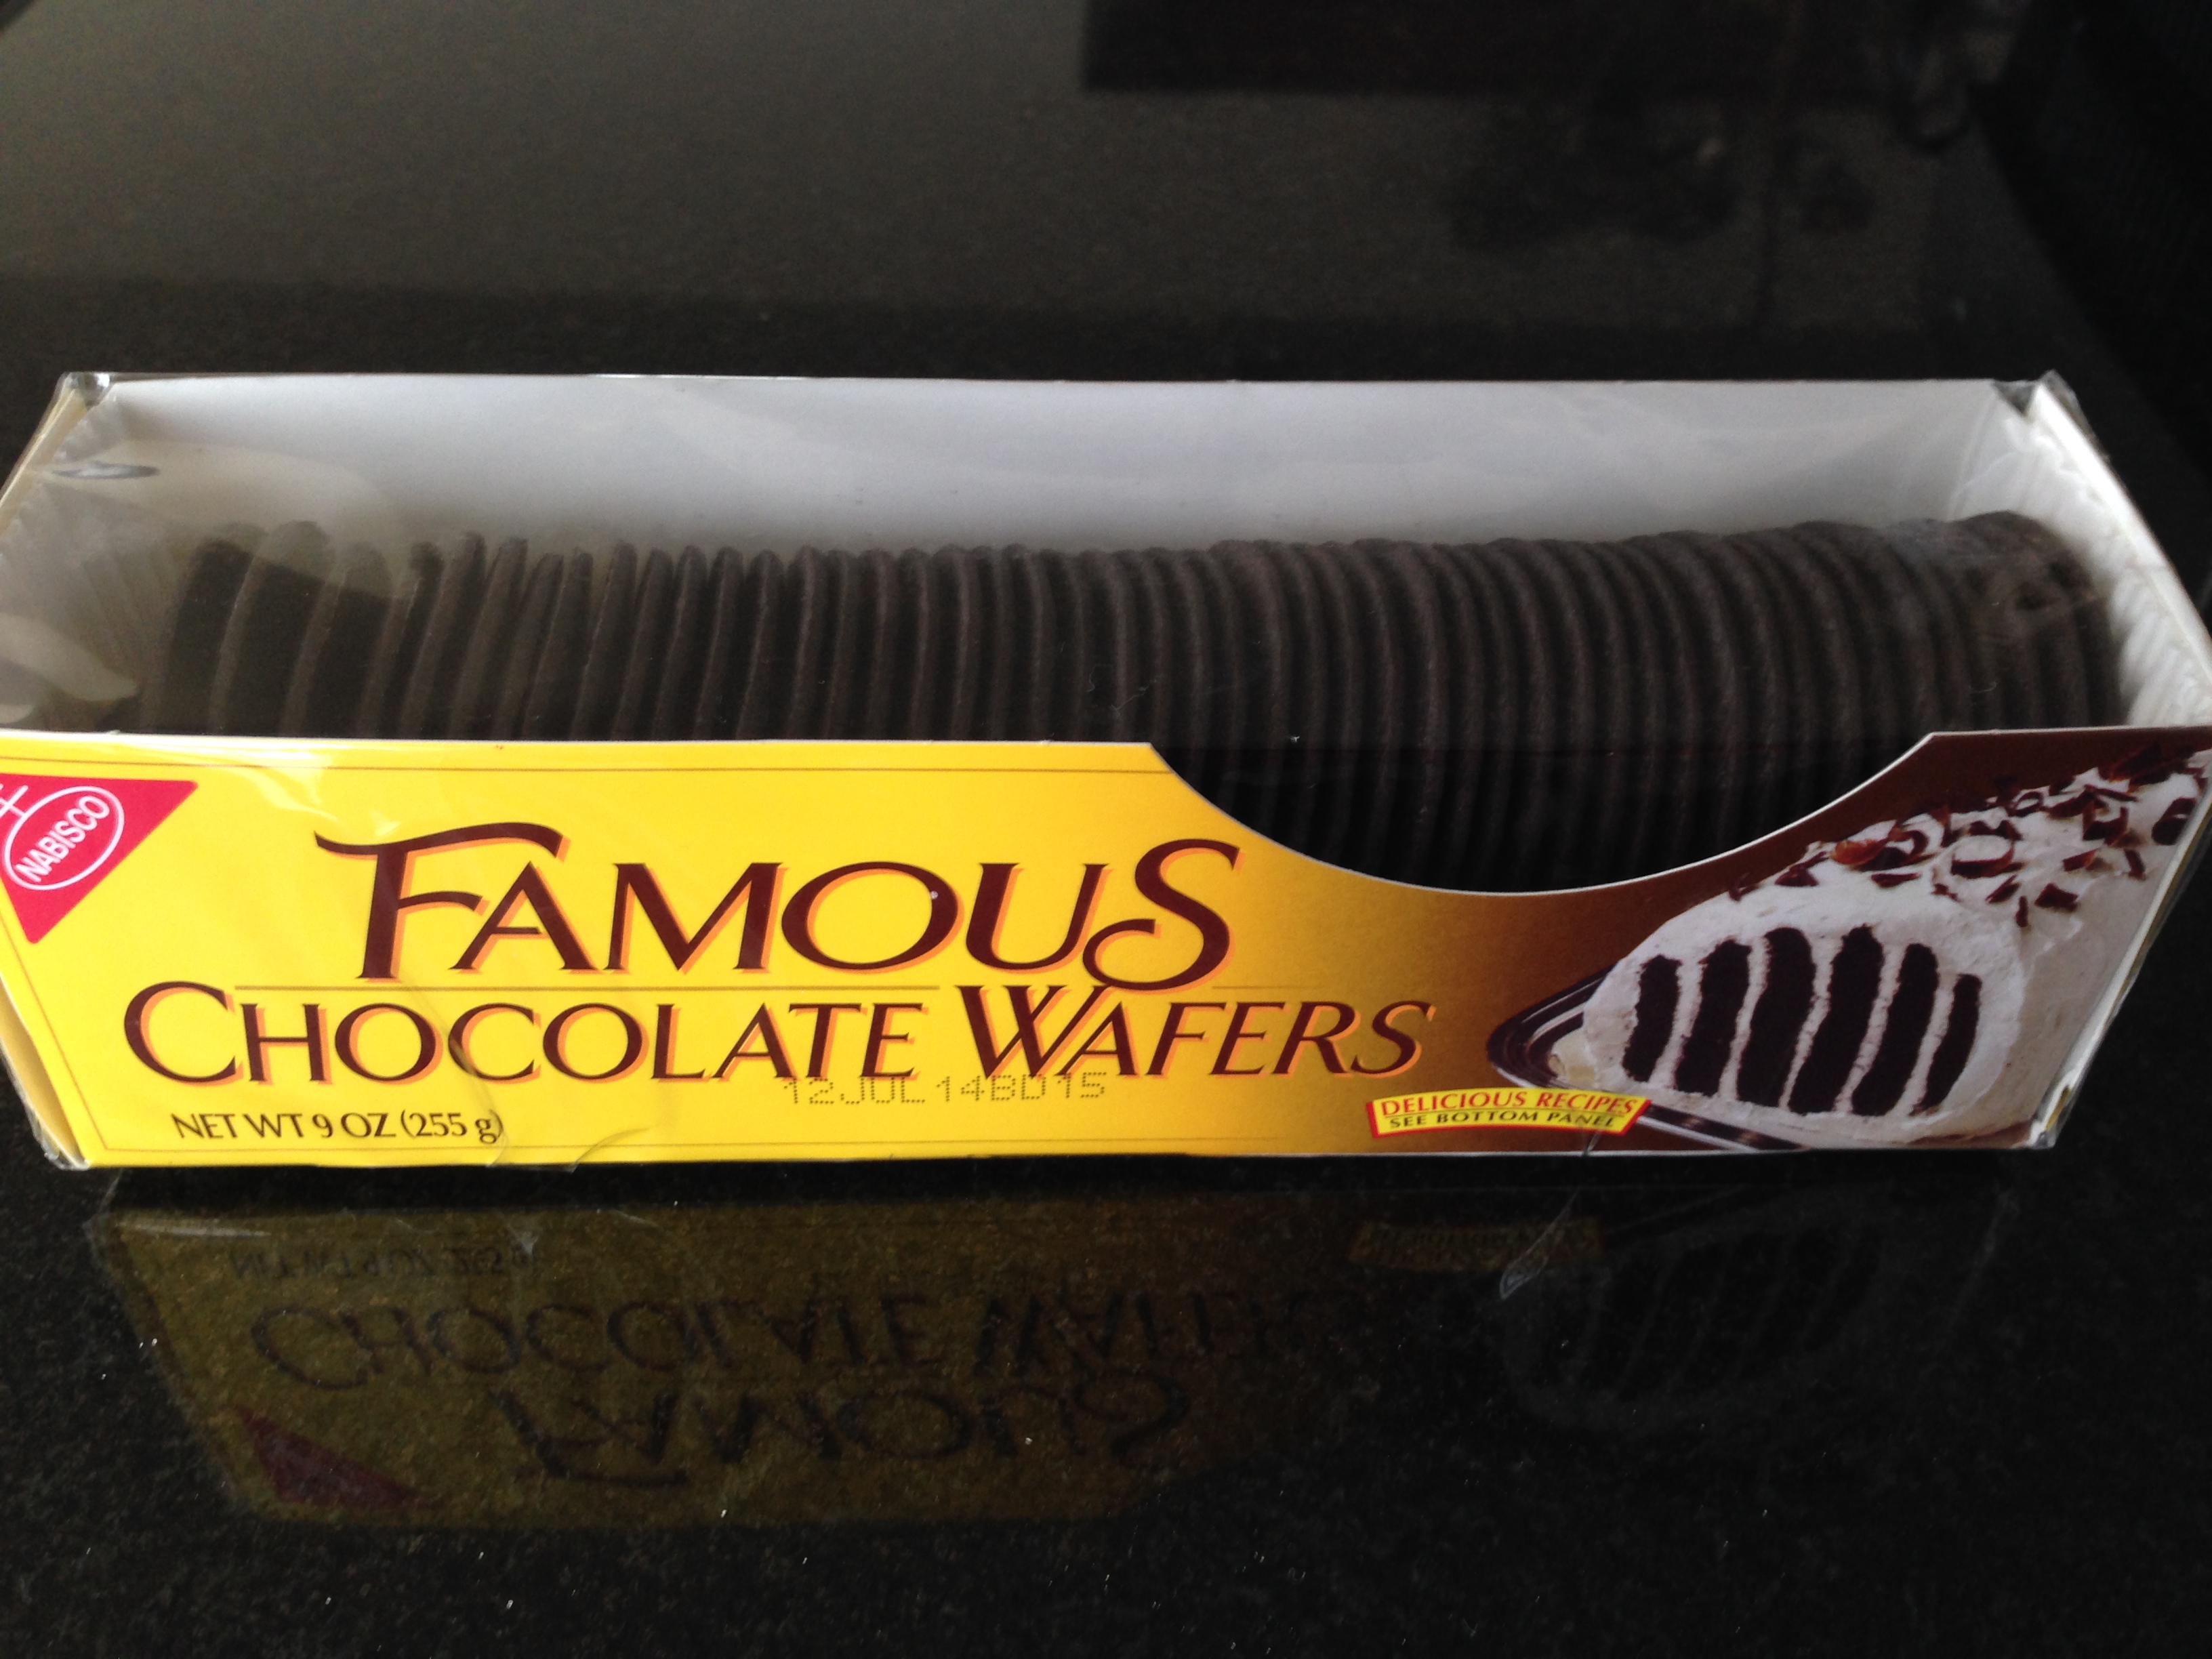 NABISCO
FAMOUS
CHOCOLATE WAFERS
12JUL14BD15
NET WT 9 OZ (255 g)
DELICIOUS RECIPES
SEE BOTTOM PANEL